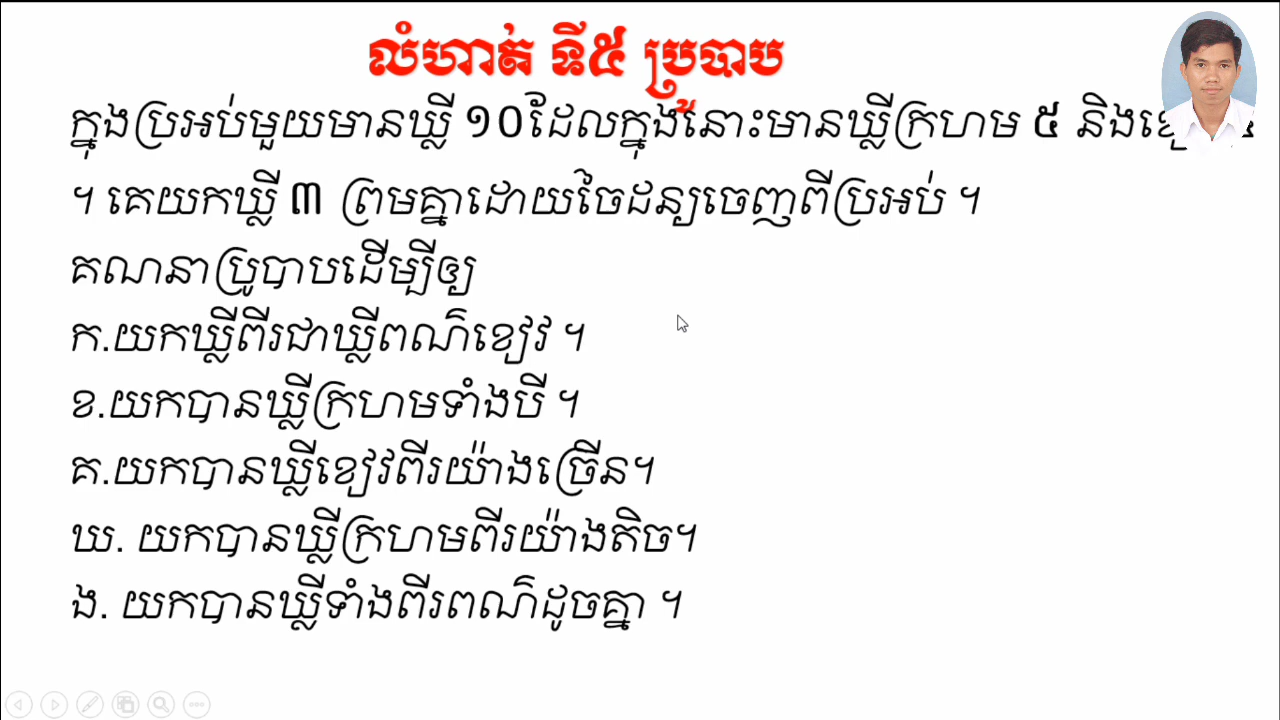 លំហាត់ ទី៥ ប្រូបាប
ក្នុងប្រអប់មួយមានឃ្លី ១០ដែលក្នុងនោះមានឃ្លីក្រហម ៥ និង
។ គេយកឃ្លី ៣ ព្រមគ្នាដោយចៃដន្យចេញពីប្រអប់ ។
គណនាប្រូបាបដើម្បីឲ្យ
ក.យកឃ្លីពីរជាឃ្លីពណ៌ខៀវ ។
ខ.យកបានឃ្លីក្រហមទាំងបី ។
គ.យកបានឃ្លីខៀវពីរយ៉ាងច្រើន។
ឃ. យកបានឃ្លីក្រហមពីរយ៉ាងតិច។
ង. យកបានឃ្លីទាំងពីរពណ៌ដូចគ្នា ។